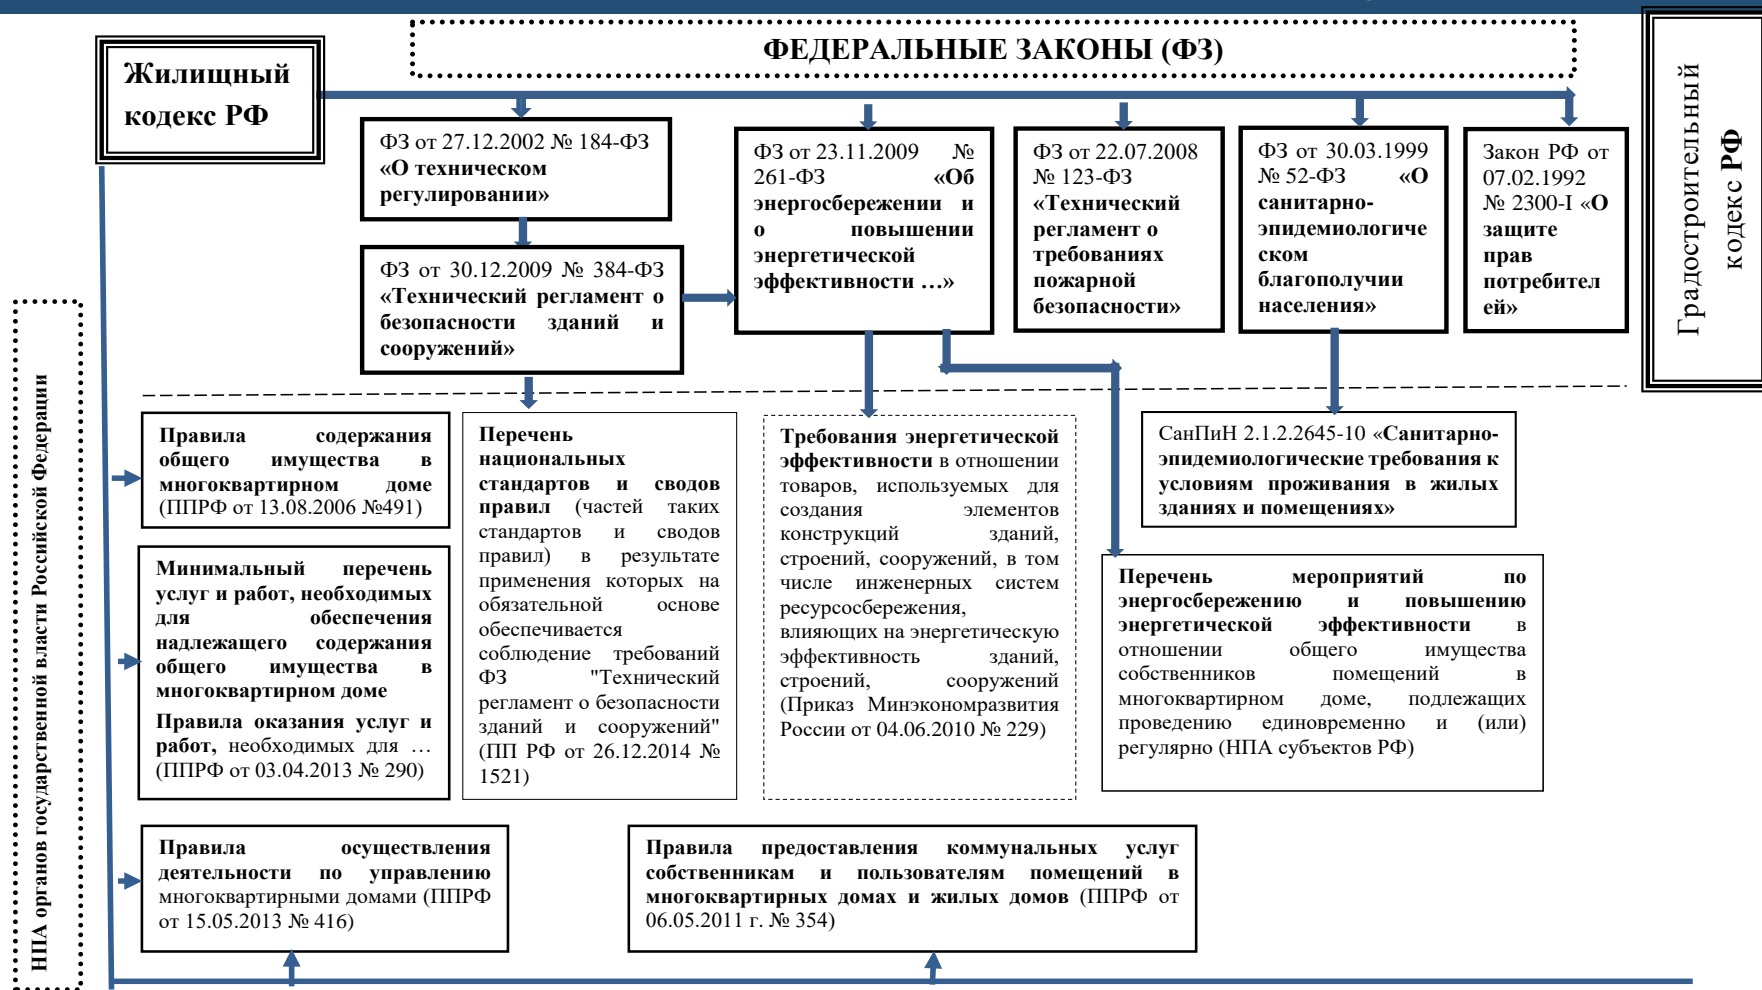 ФЕДЕРАЛЬНЫЕ ЗАКОНЫ (ФЗ)
Жилищный
кодекс РФ
Градостроительный
кодекс РФ
ФЗ от 27.12.2002 № 184-ФЗ
«О техническом
регулировании»
ФЗ от 30.12.2009 № 384-ФЗ
«Технический регламент о
безопасности зданий и
сооружений»
ФЗ от 23.11.2009 №
261-ФЗ «Об
энергосбережении и
о повышении
энергетической
эффективности …»
ФЗ от 22.07.2008
№ 123-ФЗ
«Технический
регламент о
требованиях
пожарной
безопасности»
ФЗ от 30.03.1999
№ 52-ФЗ «О
санитарно-
эпидемиологиче
ском
благополучии
населения»
Закон РФ от
07.02.1992
№ 2300-I «О
защите
прав
потребител
ей»
НПА органов государственной власти Российской Федерации
Правила содержания
общего имущества в
многоквартирном доме
(ППРФ от 13.08.2006 №491)
Минимальный перечень
услуг и работ, необходимых
для обеспечения
надлежащего содержания
общего имущества в
многоквартирном доме
Правила оказания услуг и
работ, необходимых для …
(ППРФ от 03.04.2013 № 290)
Перечень
национальных
стандартов и сводов
правил (частей таких
стандартов и сводов
правил) в результате
применения которых на
обязательной основе
обеспечивается
соблюдение требований
ФЗ "Технический
регламент о безопасности
зданий и сооружений"
(ПП РФ от 26.12.2014 №
1521)
Требования энергетической
эффективности в отношении
товаров, используемых для
создания элементов
конструкций зданий,
строений, сооружений, в том
числе инженерных систем
ресурсосбережения,
влияющих на энергетическую
эффективность зданий,
строений, сооружений
(Приказ Минэкономразвития
России от 04.06.2010 № 229)
СанПиН 2.1.2.2645-10 «Санитарно-
эпидемиологические требования к
условиям проживания в жилых
зданиях и помещениях»
Перечень мероприятий по
энергосбережению и повышению
энергетической эффективности в
отношении общего имущества
собственников помещений в
многоквартирном доме, подлежащих
проведению единовременно и (или)
регулярно (НПА субъектов РФ)
Правила осуществления
деятельности по управлению
многоквартирными домами (ППРФ
от 15.05.2013 № 416)
Правила предоставления коммунальных услуг
собственникам и пользователям помещений в
многоквартирных домах и жилых домов (ППРФ от
06.05.2011 г. № 354)